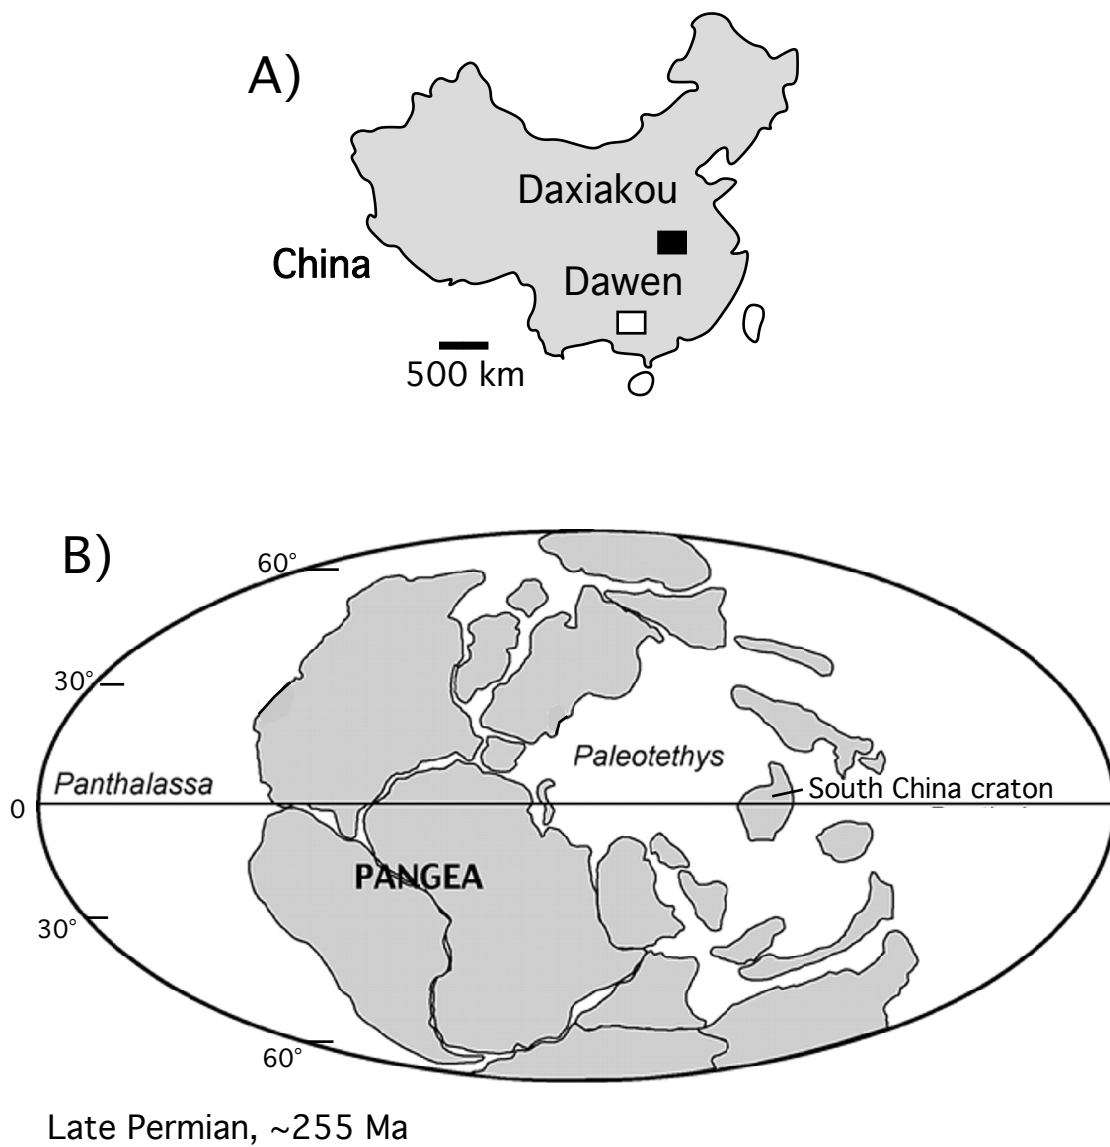 A)
Daxiakou
China
Dawen
500 km
B)
60°
30°
Paleotethys
Panthalassa
South China craton
0
PANGEA
30°
60°
Late Permian, ~255 Ma